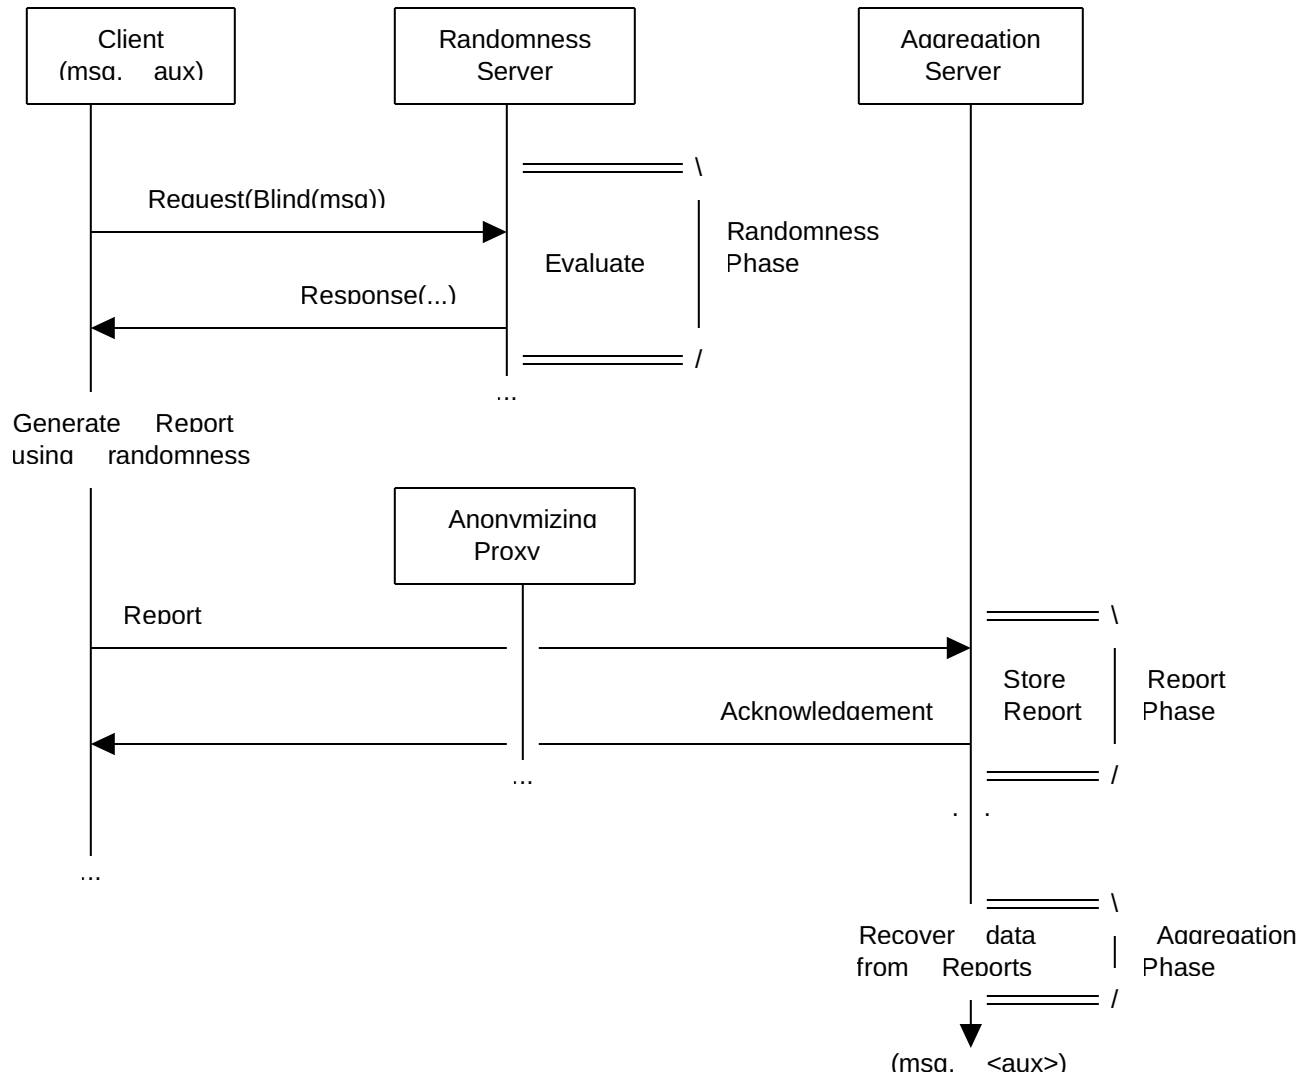 Client
(msg, aux)
Randomness
Server
Aggregation
Server
\
Request(Blind(msg))
Randomness
Phase
Evaluate
Response(...)
/
...
Generate Report
using randomness
Anonymizing
Proxy
Report
\
Store
Report
Report
Phase
Acknowledgement
/
...
. .
...
\
Recover data
from Reports
Aggregation
Phase
/
(msg, <aux>)